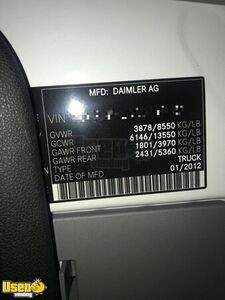 MFD: DAIMLER AG
VIN
GVWR 3878/8550 KG/LB
GCWR 6146/13550 KG/LB
GAWR FRONT 1801/3970 KG/LB
GAWR REAR 2431/5360 KG/LB
TYPE TRUCK
DATE OF MFD 01/2012
Used
vending